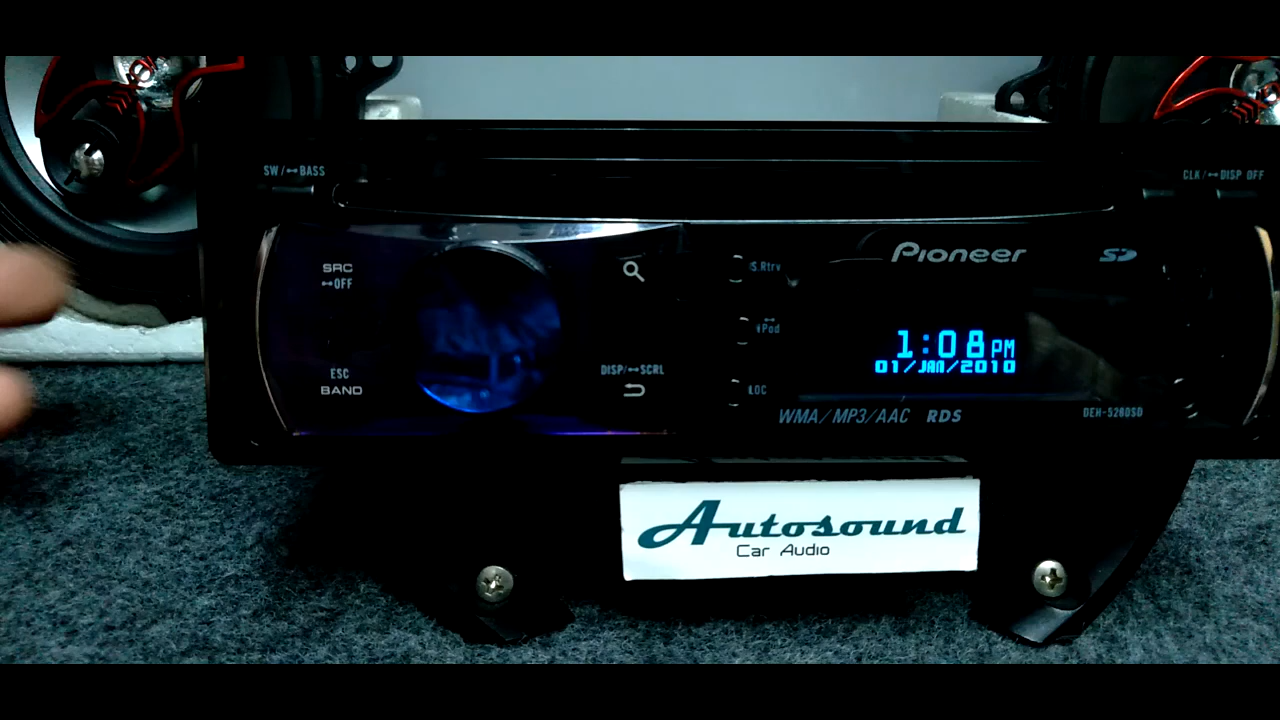 SW/⊷BASS
CLK/⊷DISP OFF
SRC
⊷OFF
S.Rtrv
Pioneer
SD
iPod
1:08PM
01/JAN/2010
ESC
BAND
DISP/⊷SCRL
LOC
WMA/MP3/AAC RDS
DEH-5280SD
Autosound
Car Audio